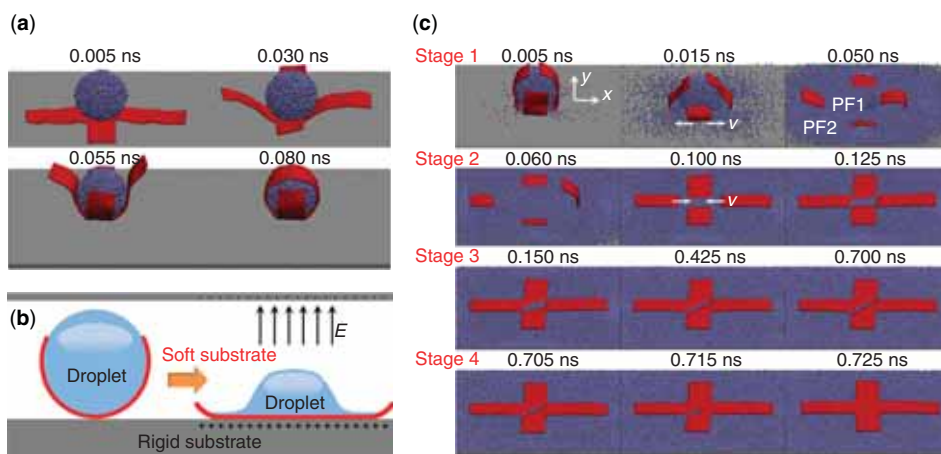 (a)
0.005 ns 0.030 ns
0.055 ns 0.080 ns
(b)
E
Soft substrate
Droplet
Droplet
Rigid substrate
(c)
Stage 1 0.005 ns 0.015 ns 0.050 ns
y
x
v
PF1
PF2
Stage 2 0.060 ns 0.100 ns 0.125 ns
v
Stage 3 0.150 ns 0.425 ns 0.700 ns
Stage 4 0.705 ns 0.715 ns 0.725 ns